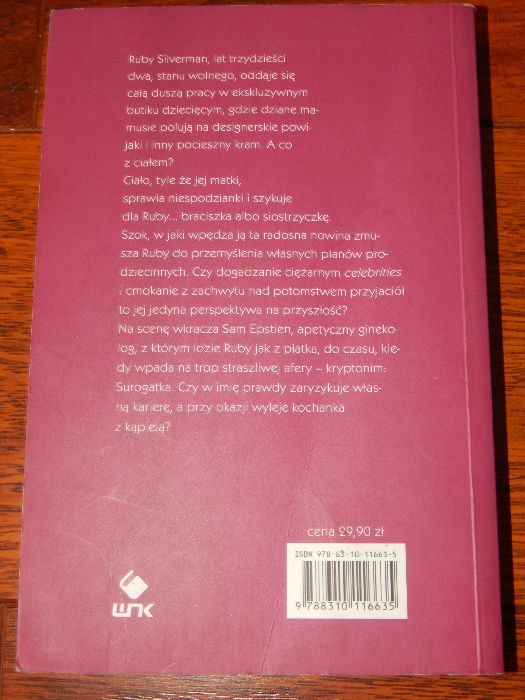 Ruby Silverman, lat trzydzieści
dwa, stanu wolnego, oddaje się
całą duszą pracy w ekskluzywnym
butiku dziecięcym, gdzie dziane ma-
musie polują na designerskie powi-
jaki i inny pocieszny kram. A co
z ciałem?
Ciało, tyle że jej matki,
sprawia niespodzianki i szykuje
dla Ruby... braciszka albo siostrzyczkę.
Szok, w jaki wpędza ją ta radosna nowina zmu-
sza Ruby do przemyślenia własnych planów pro-
dziecinnych. Czy dogadzanie ciężarnym celebrities
i cmokanie z zachwytu nad potomstwem przyjaciół
to jej jedyna perspektywa na przyszłość?
Na scenę wkracza Sam Epstien, apetyczny gineko-
log, z którym idzie Ruby jak z płatka, do czasu, kie-
dy wpada na trop straszliwej afery – kryptonim:
Surogatka. Czy w imię prawdy zaryzykuje włas-
ną karierę, a przy okazji wyleje kochanka
z kąpielą?
cena 29,90 zł
ISBN 978-83-10-11663-5
9 788310 116635